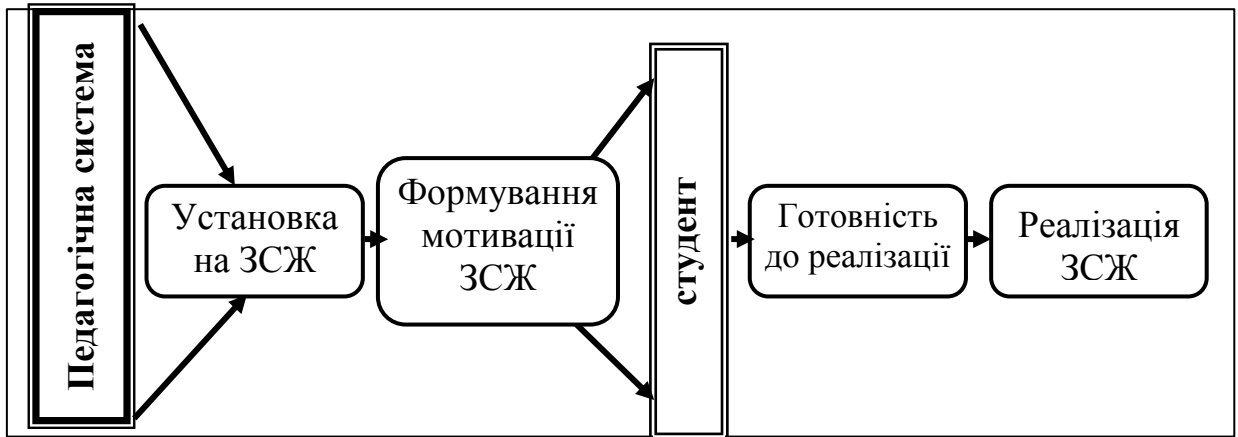 Педагогічна система
Установка
на ЗСЖ
Формування
мотивації
ЗСЖ
студент
Готовність
до реалізації
Реалізація
ЗСЖ